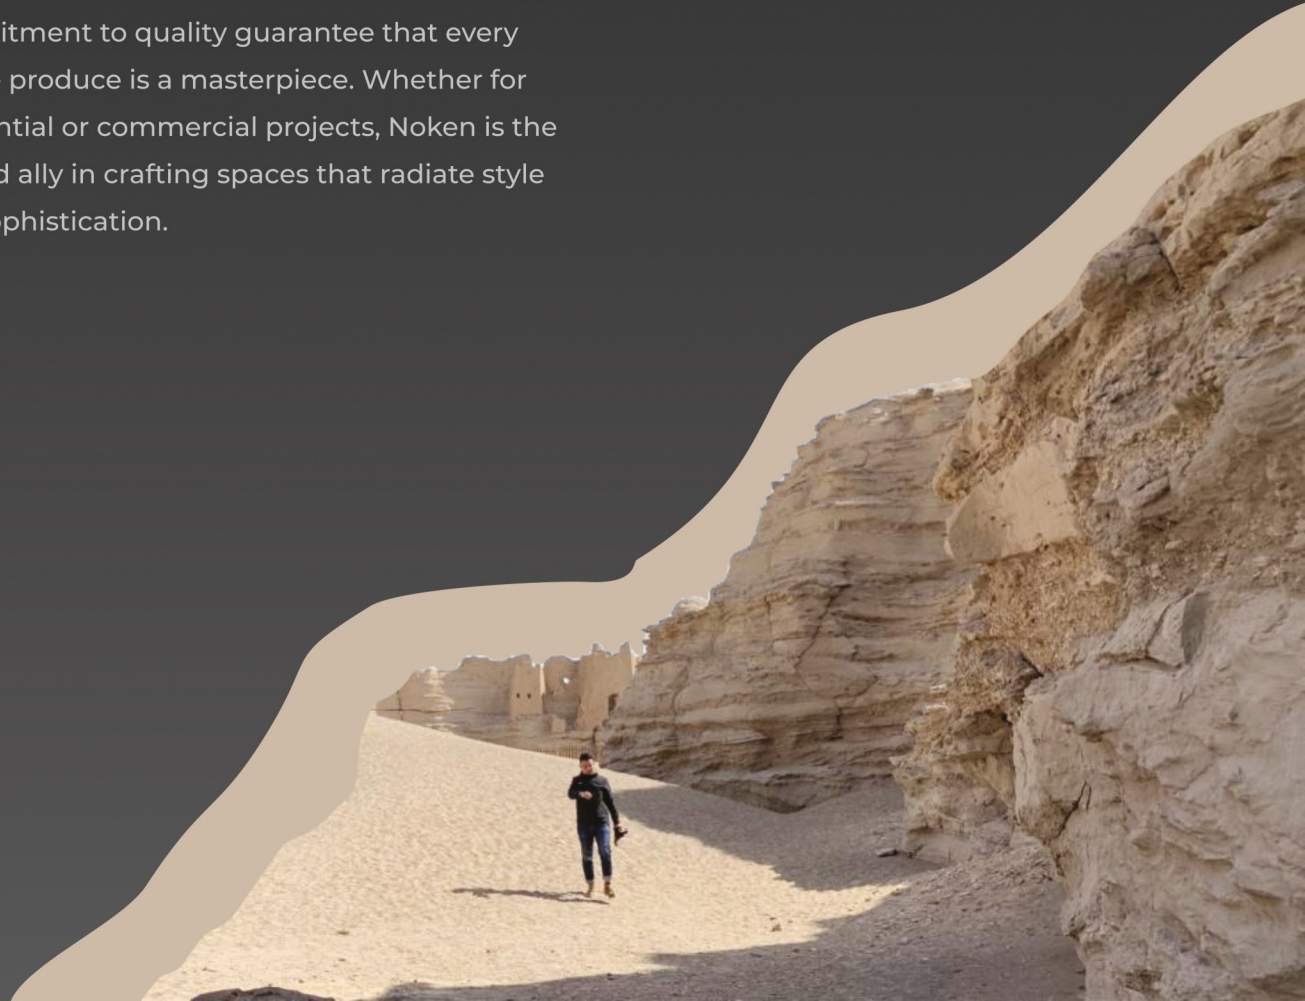 itment to quality guarantee that every
produce is a masterpiece. Whether for
ntial or commercial projects, Noken is the
d ally in crafting spaces that radiate style
ophistication.